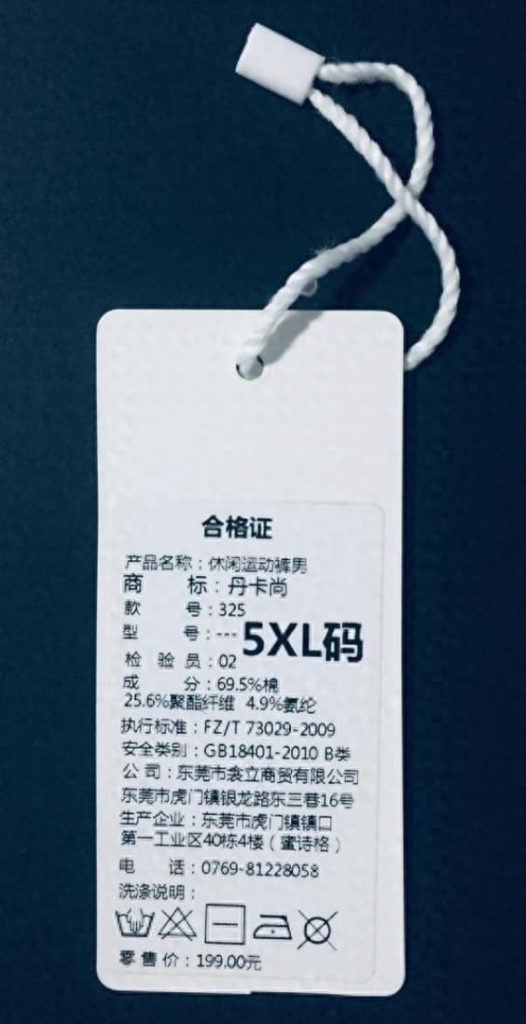 合格证
产品名称：休闲运动裤男
商 标：丹卡尚
款 号：325
型 号：--- 5XL码
检 验 员：02
成 分：69.5%棉
25.6%聚酯纤维 4.9%氨纶
执行标准：FZ/T 73029-2009
安全类别：GB18401-2010 B类
公 司：东莞市衾立商贸有限公司
东莞市虎门镇银龙路东三巷16号
生产企业：东莞市虎门镇镇口
第一工业区40栋4楼（蜜诗格）
电 话：0769-81228058
洗涤说明：
零 售 价：199.00元